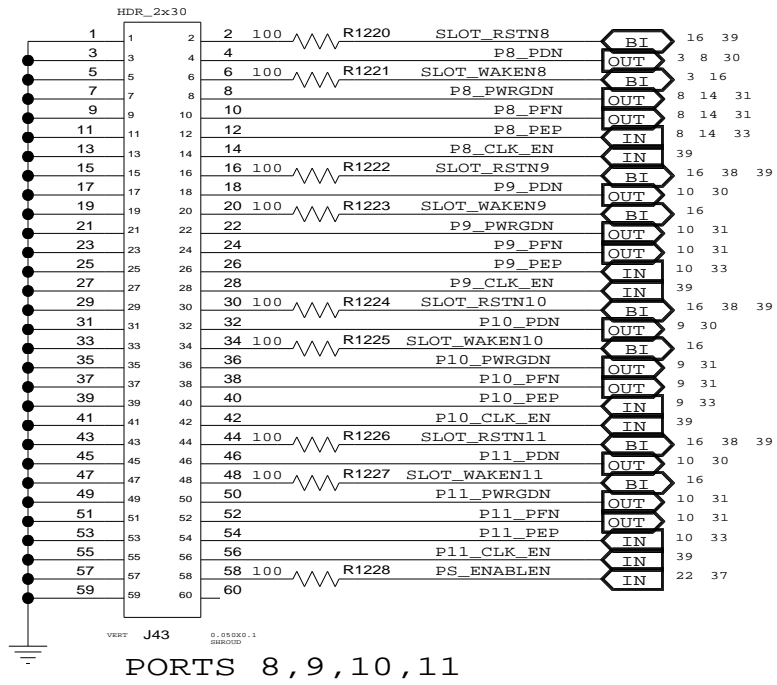 HDR_2x30
1 1 2 2 100 R1220 SLOT_RSTN8 BI 16 39
3 3 4 4 P8_PDN OUT 3 8 30
5 5 6 6 100 R1221 SLOT_WAKEN8 BI 3 16
7 7 8 8 P8_PWRGDN OUT 8 14 31
9 9 10 10 P8_PFN OUT 8 14 31
11 11 12 12 P8_PEP IN 8 14 33
13 13 14 14 P8_CLK_EN IN 39
15 15 16 16 100 R1222 SLOT_RSTN9 BI 16 38 39
17 17 18 18 P9_PDN OUT 10 30
19 19 20 20 100 R1223 SLOT_WAKEN9 BI 16
21 21 22 22 P9_PWRGDN OUT 10 31
23 23 24 24 P9_PFN OUT 10 31
25 25 26 26 P9_PEP IN 10 33
27 27 28 28 P9_CLK_EN IN 39
29 29 30 30 100 R1224 SLOT_RSTN10 BI 16 38 39
31 31 32 32 P10_PDN OUT 9 30
33 33 34 34 100 R1225 SLOT_WAKEN10 BI 16
35 35 36 36 P10_PWRGDN OUT 9 31
37 37 38 38 P10_PFN OUT 9 31
39 39 40 40 P10_PEP IN 9 33
41 41 42 42 P10_CLK_EN IN 39
43 43 44 44 100 R1226 SLOT_RSTN11 BI 16 38 39
45 45 46 46 P11_PDN OUT 10 30
47 47 48 48 100 R1227 SLOT_WAKEN11 BI 16
49 49 50 50 P11_PWRGDN OUT 10 31
51 51 52 52 P11_PFN OUT 10 31
53 53 54 54 P11_PEP IN 10 33
55 55 56 56 P11_CLK_EN IN 39
57 57 58 58 100 R1228 PS_ENABLEN IN 22 37
59 59 60 60
VERT J43 0.050X0.1
SHROUD
PORTS 8,9,10,11